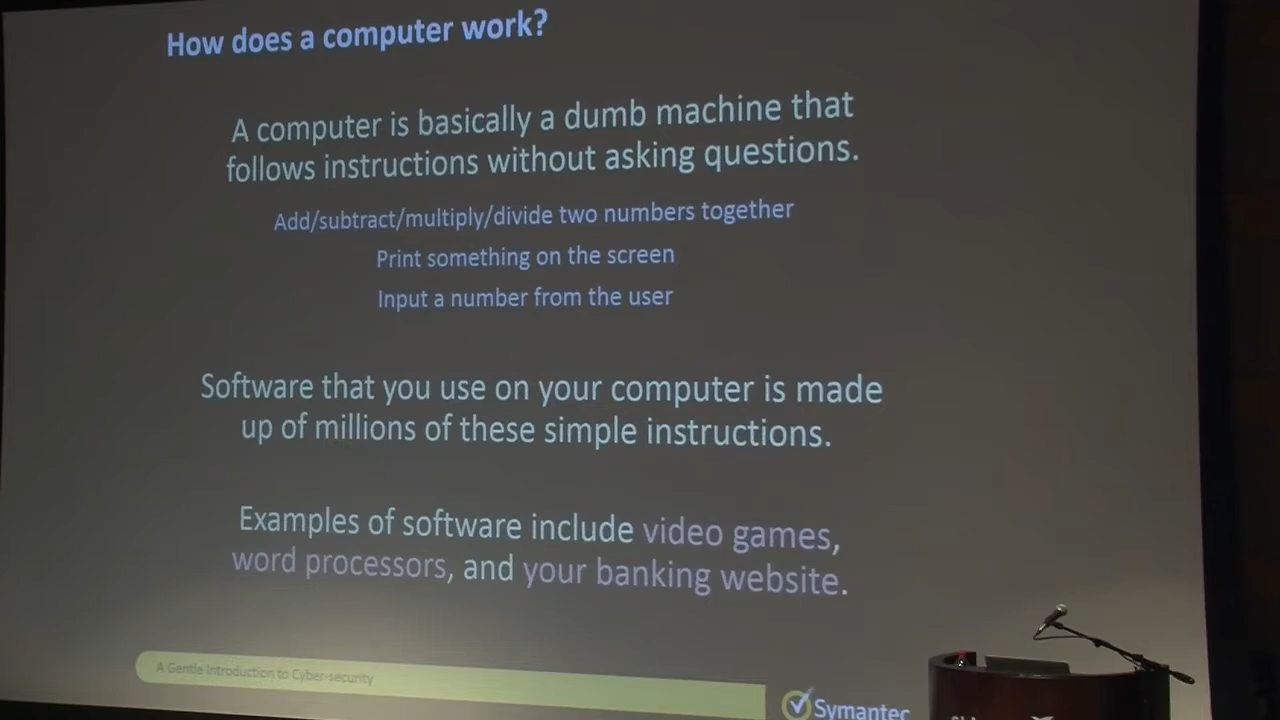 How does a computer work?
A computer is basically a dumb machine that
follows instructions without asking questions.
Add/subtract/multiply/divide two numbers together
Print something on the screen
Input a number from the user
Software that you use on your computer is made
up of millions of these simple instructions.
Examples of software include video games,
word processors, and your banking website.
A Gentle Introduction to Cyber-security
Symantec